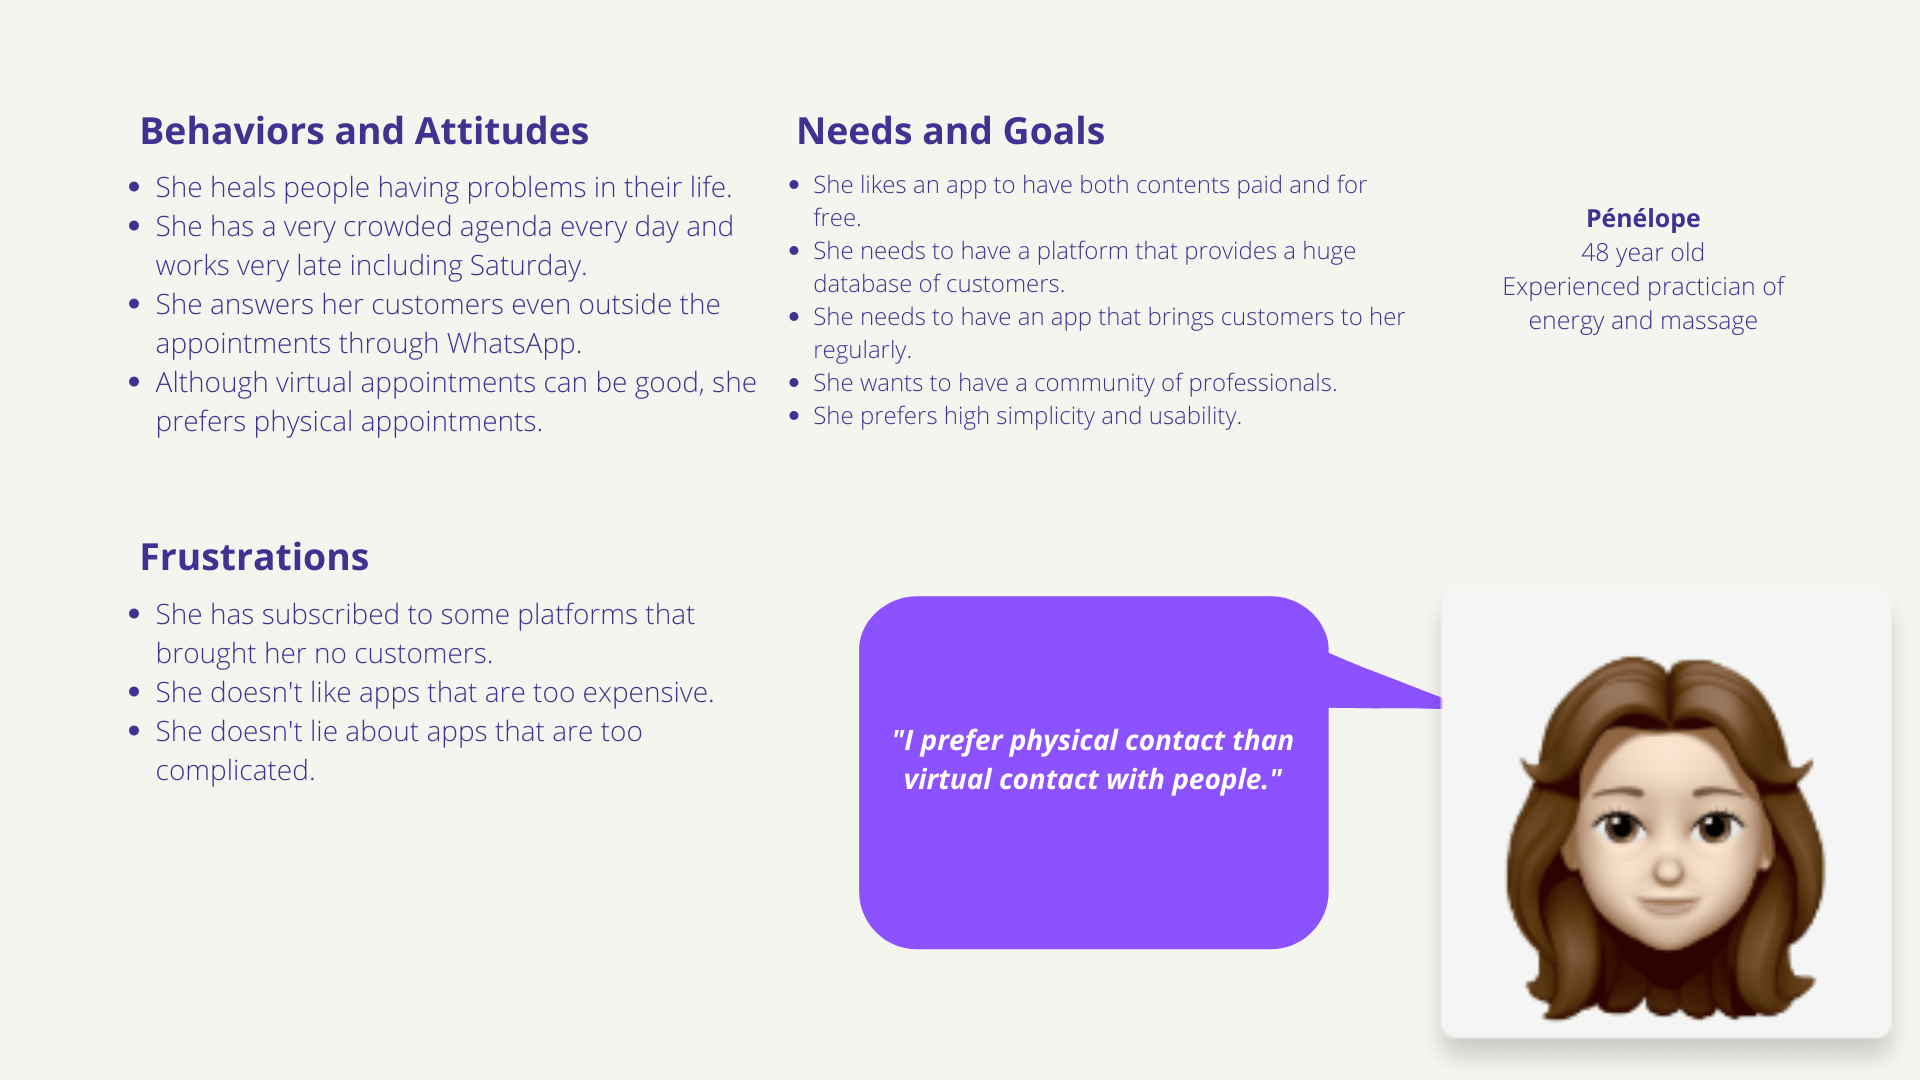 Behaviors and Attitudes
She heals people having problems in their life.
She has a very crowded agenda every day and
works very late including Saturday.
She answers her customers even outside the
appointments through WhatsApp.
Although virtual appointments can be good, she
prefers physical appointments.
Needs and Goals
She likes an app to have both contents paid and for
free.
She needs to have a platform that provides a huge
database of customers.
She needs to have an app that brings customers to her
regularly.
She wants to have a community of professionals.
She prefers high simplicity and usability.
Pénélope
48 year old
Experienced practician of
energy and massage
Frustrations
She has subscribed to some platforms that
brought her no customers.
She doesn't like apps that are too expensive.
She doesn't lie about apps that are too
complicated.
"I prefer physical contact than
virtual contact with people."